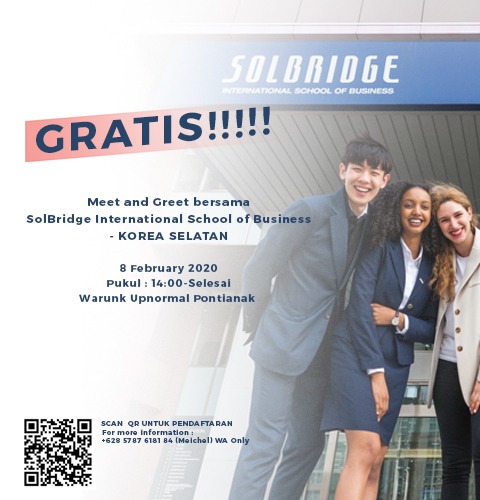 SOLBRIDGE
INTERNATIONAL SCHOOL OF BUSINESS
GRATIS!!!!!
Meet and Greet bersama
SolBridge International School of Business
- KOREA SELATAN
8 February 2020
Pukul : 14:00-Selesai
Warunk Upnormal Pontianak
SCAN QR UNTUK PENDAFTARAN
For more Information :
+628 5787 6181 84 (Meichel) WA Only